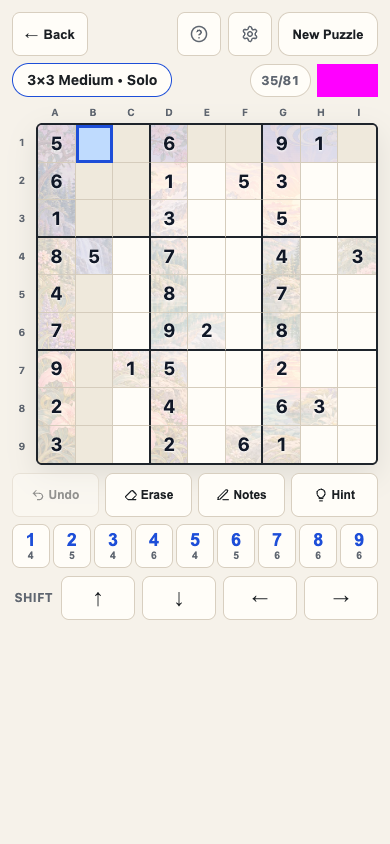 ← Back
New Puzzle
3×3 Medium • Solo
35/81
A B C D E F G H I
1 5 6 9 1
2 6 1 5 3
3 1 3 5
4 8 5 7 4 3
5 4 8 7
6 7 9 2 8
7 9 1 5 2
8 2 4 6 3
9 3 2 6 1
Undo Erase Notes Hint
1 2 3 4 5 6 7 8 9
4 5 4 6 4 5 6 6 6
SHIFT ↑ ↓ ← →